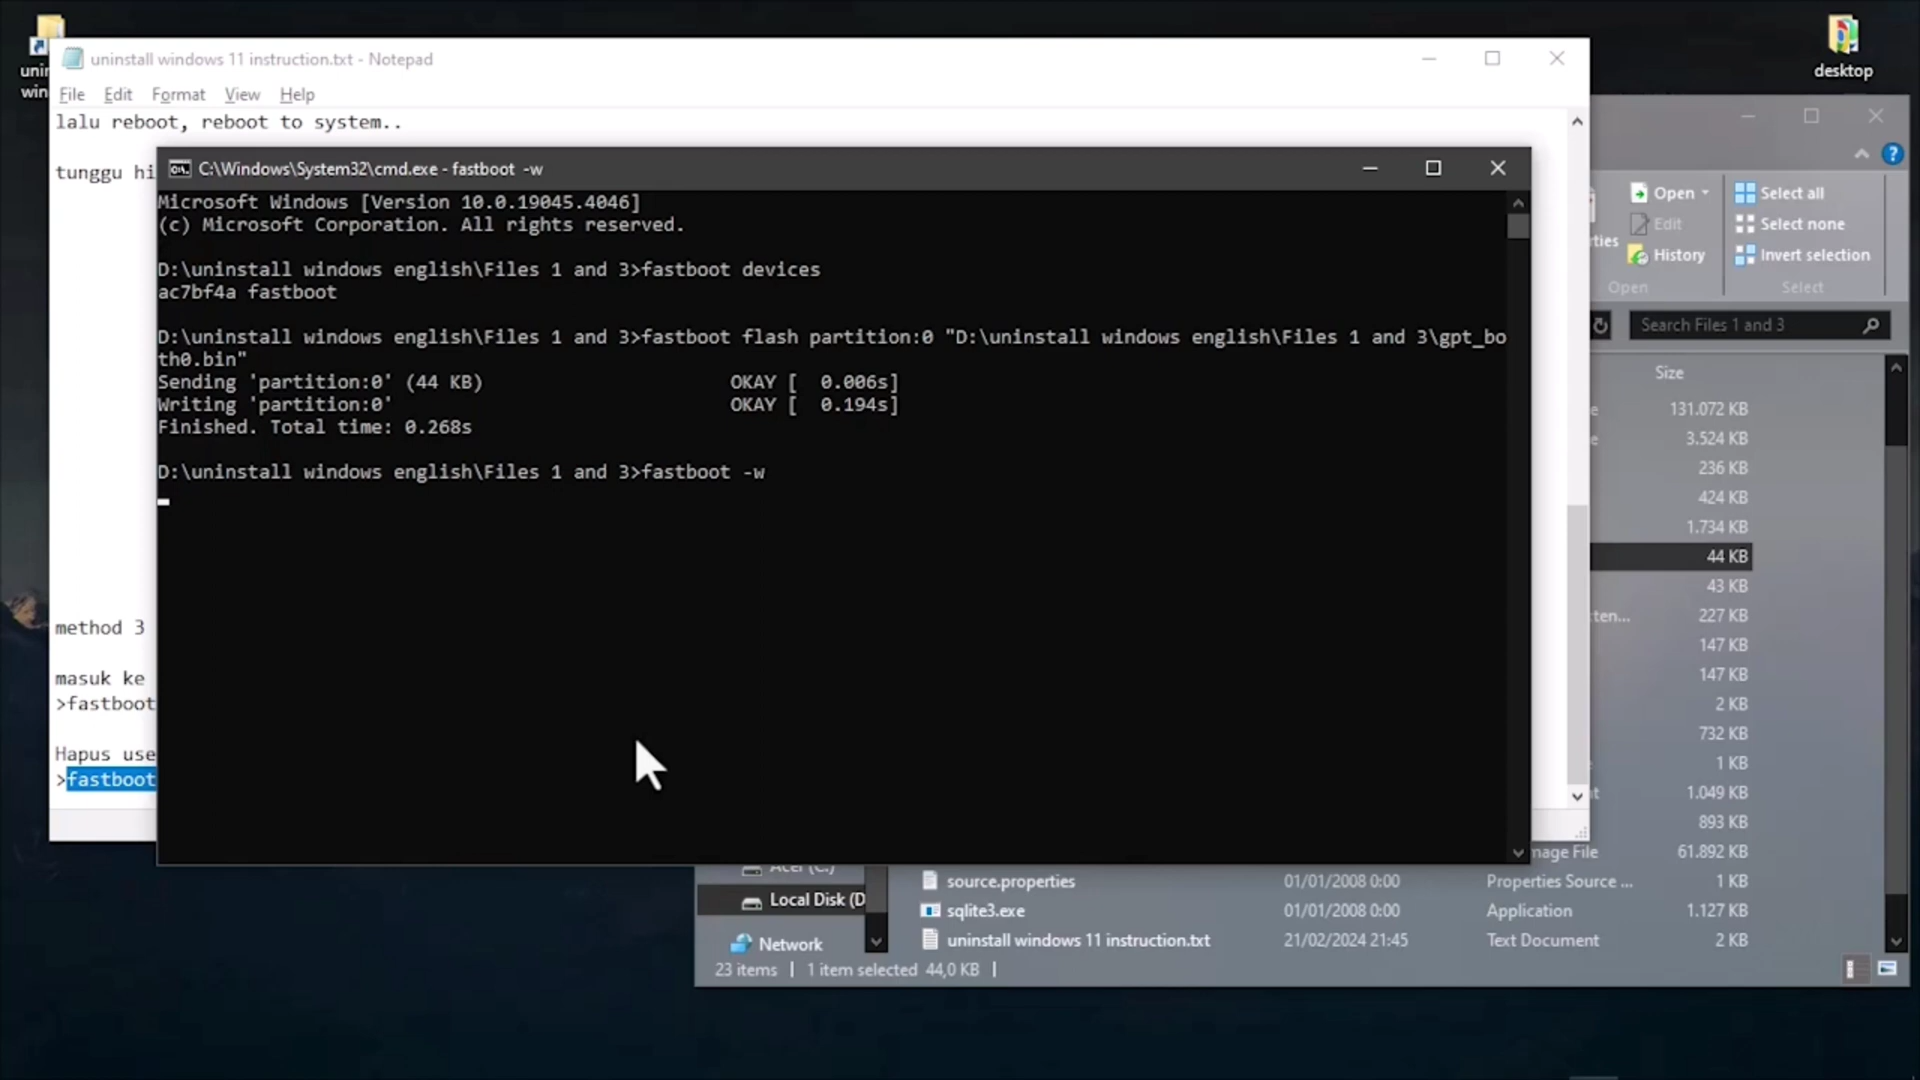 desktop
uninstall windows 11 instruction.txt - Notepad
File Edit Format View Help
lalu reboot, reboot to system..
tunggu hi
C:\Windows\System32\cmd.exe - fastboot -w
Microsoft Windows [Version 10.0.19045.4046]
(c) Microsoft Corporation. All rights reserved.
D:\uninstall windows english\Files 1 and 3>fastboot devices
ac7bf4a fastboot
D:\uninstall windows english\Files 1 and 3>fastboot flash partition:0 "D:\uninstall windows english\Files 1 and 3\gpt_bo
th0.bin"
Sending 'partition:0' (44 KB) OKAY [ 0.006s]
Writing 'partition:0' OKAY [ 0.194s]
Finished. Total time: 0.268s
D:\uninstall windows english\Files 1 and 3>fastboot -w
method 3
masuk ke
>fastboot
Hapus use
>fastboot
Open Select all
Edit Select none
History Invert selection
Open Select
Search Files 1 and 3
Size
131.072 KB
3.524 KB
236 KB
424 KB
1.734 KB
44 KB
43 KB
227 KB
147 KB
147 KB
2 KB
732 KB
1 KB
1.049 KB
893 KB
File 61.892 KB
Local Disk (D source.properties 01/01/2008 0:00 Properties Source ... 1 KB
sqlite3.exe 01/01/2008 0:00 Application 1.127 KB
Network uninstall windows 11 instruction.txt 21/02/2024 21:45 Text Document 2 KB
23 items 1 item selected 44,0 KB